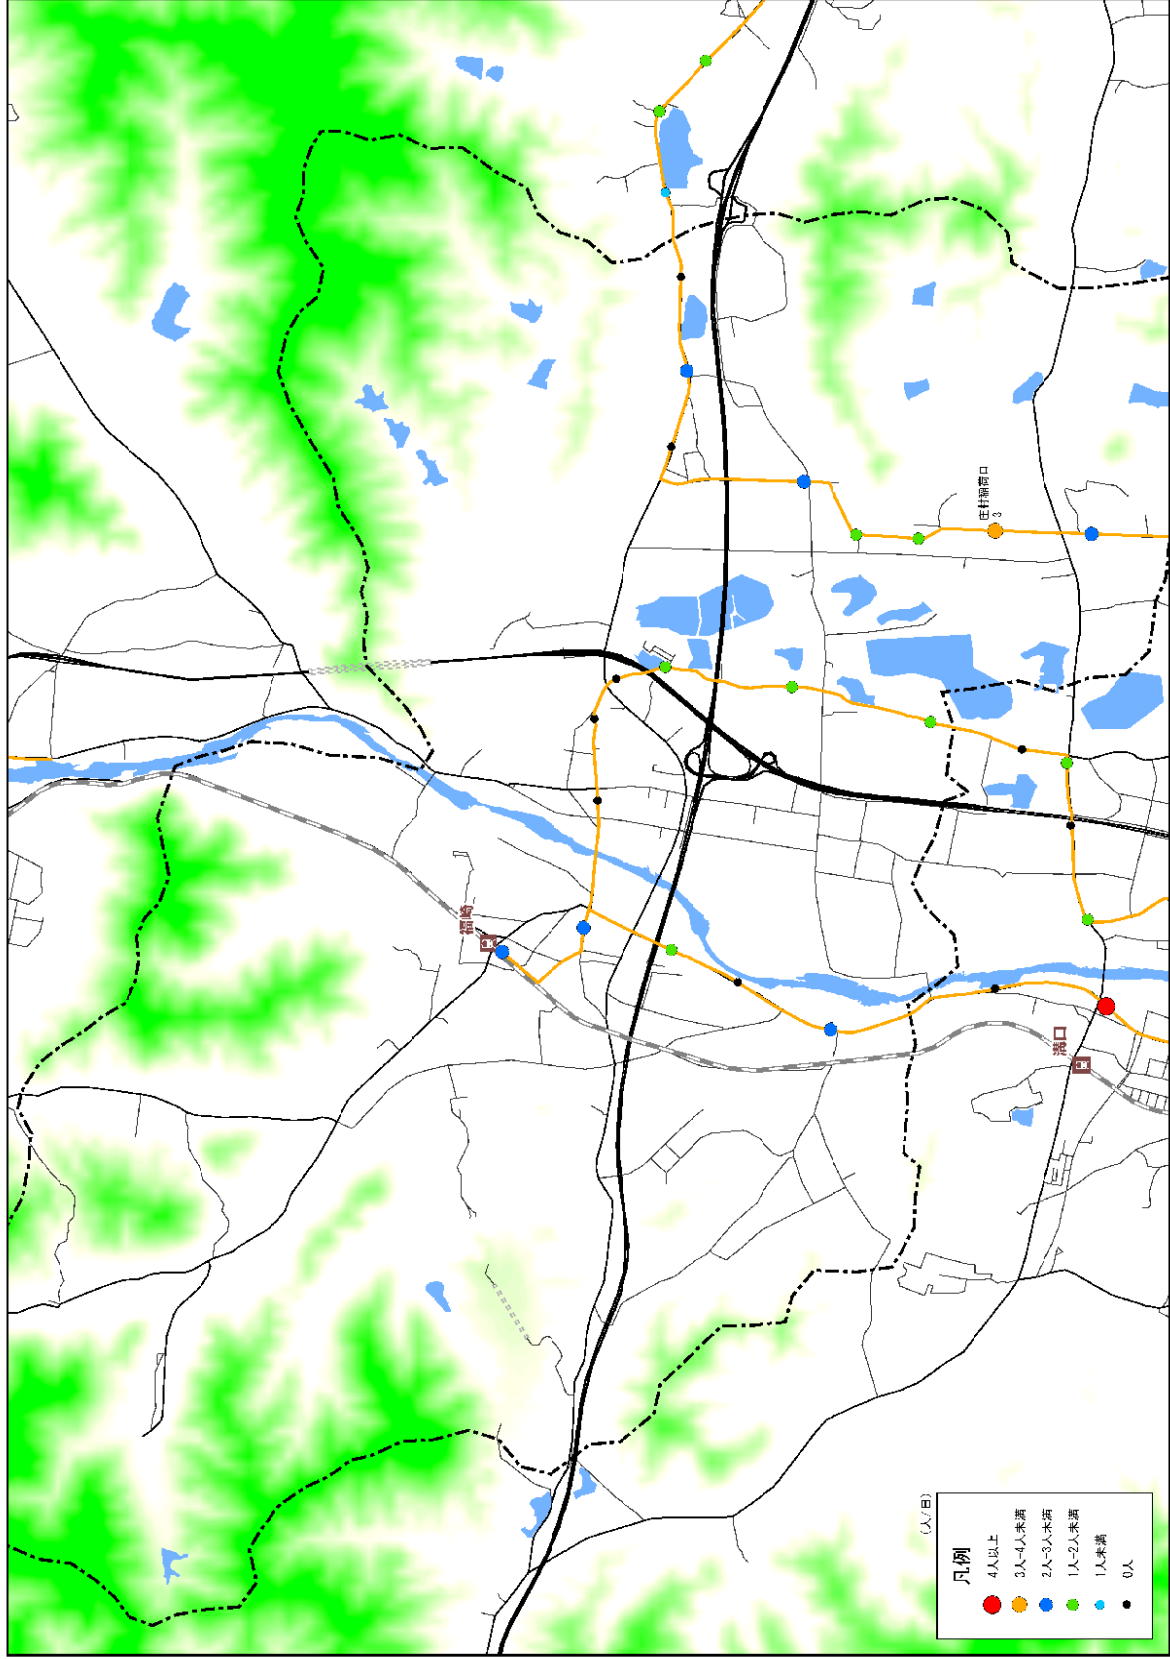 福崎
溝口
庄村稲荷口
3
(人/日)
凡例
4人以上
3人-4人未満
2人-3人未満
1人-2人未満
1人未満
0人